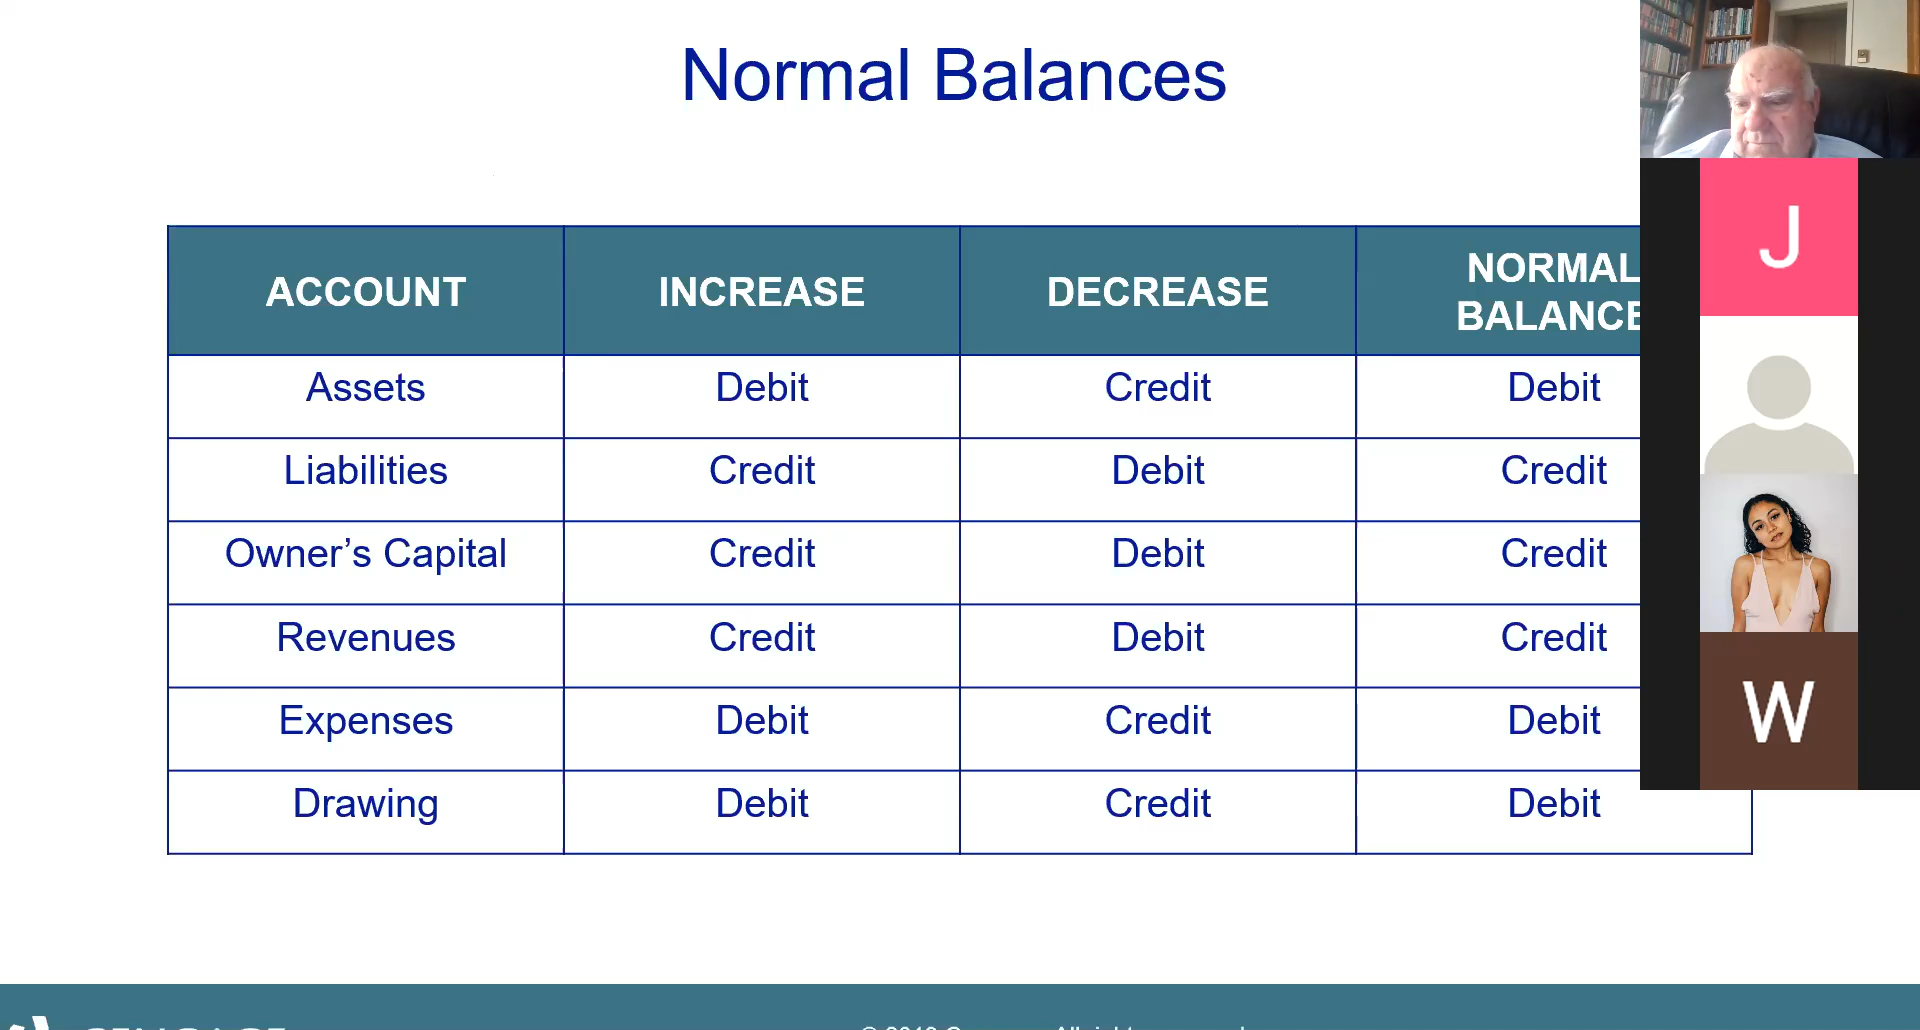 Normal Balances
ACCOUNT INCREASE DECREASE NORMAL BALANCE
Assets Debit Credit Debit
Liabilities Credit Debit Credit
Owner’s Capital Credit Debit Credit
Revenues Credit Debit Credit
Expenses Debit Credit Debit
Drawing Debit Credit Debit
J
W